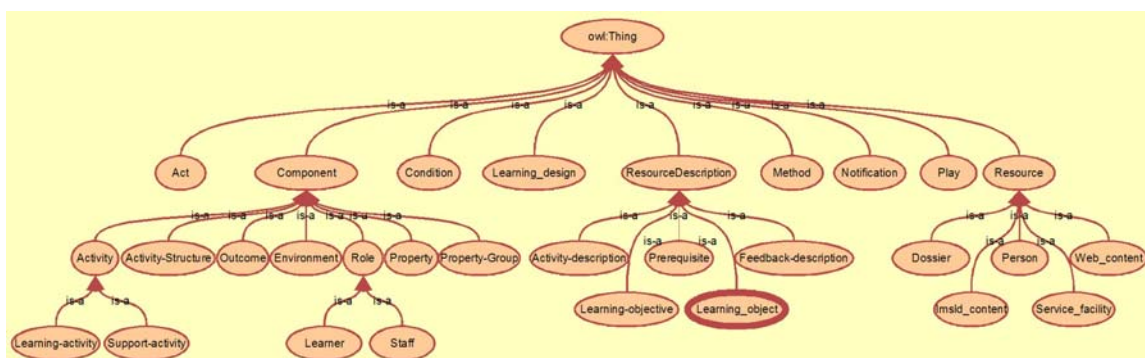 owl:Thing
is-a is-a is-a is-a is-a is-a is-a is-a is-a
Act Component Condition Learning_design ResourceDescription Method Notification Play Resource
is-a is-a is-a is-a is-a is-a is-a is-a is-a is-a is-a is-a
is-a is-a is-a is-a
Activity Activity-Structure Outcome Environment Role Property Property-Group Activity-description Prerequisite Feedback-description Dossier Person Web_content
is-a is-a is-a is-a
Learning-objective Learning_object Imsld_content Service_facility
Learning-activity Support-activity Learner Staff